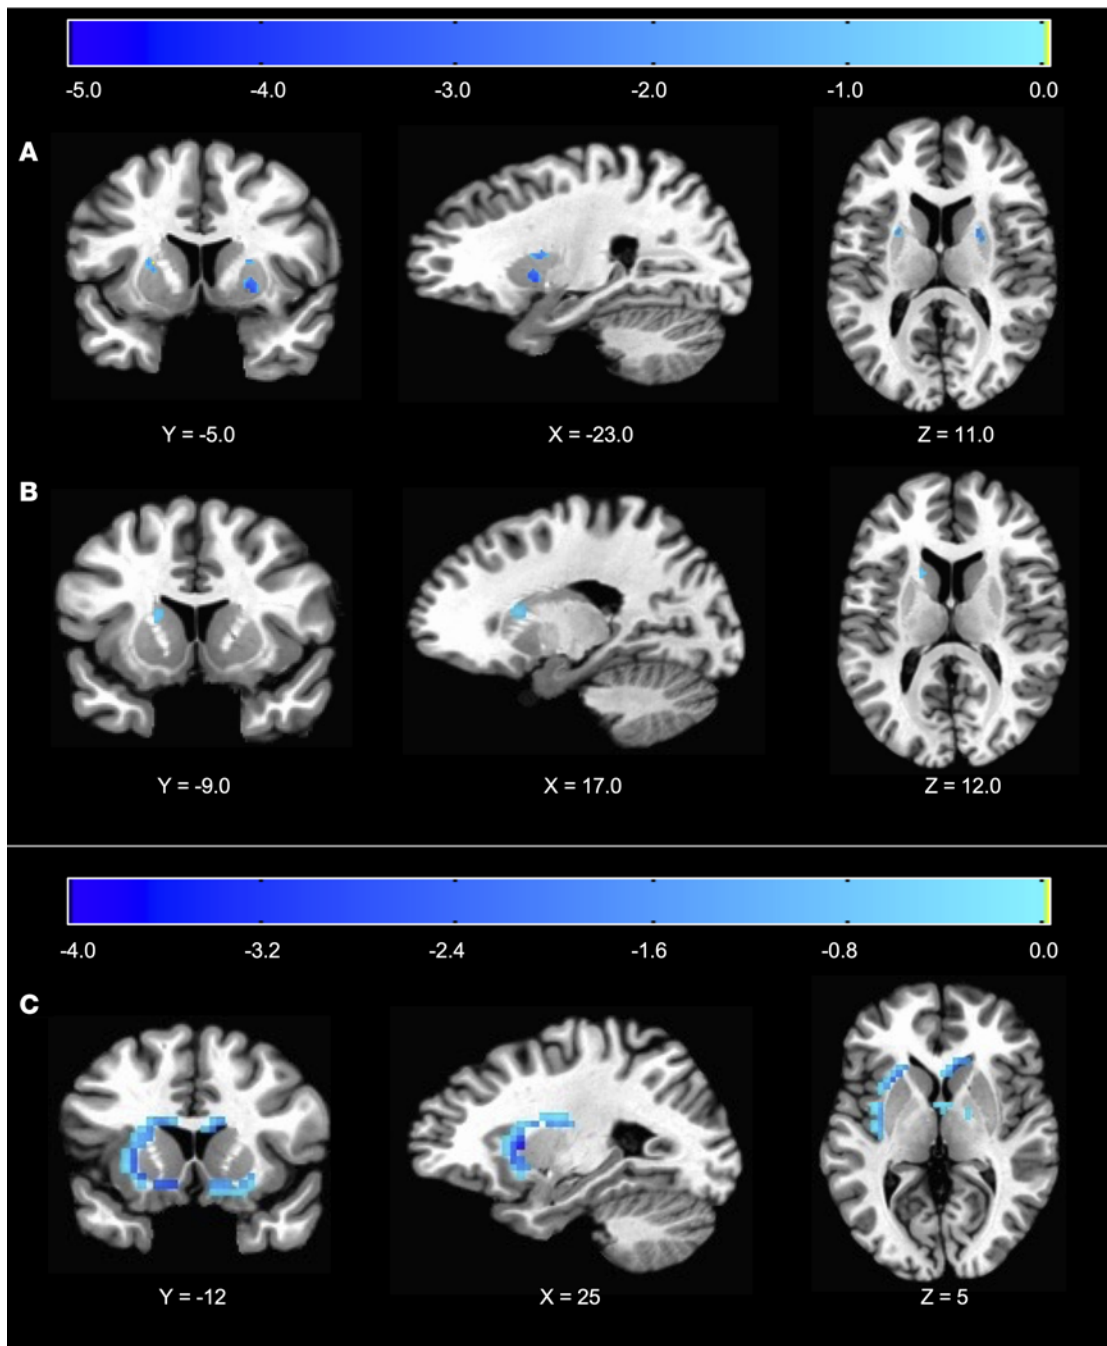 -5.0 -4.0 -3.0 -2.0 -1.0 0.0
A
Y = -5.0 X = -23.0 Z = 11.0
B
Y = -9.0 X = 17.0 Z = 12.0
-4.0 -3.2 -2.4 -1.6 -0.8 0.0
C
Y = -12 X = 25 Z = 5